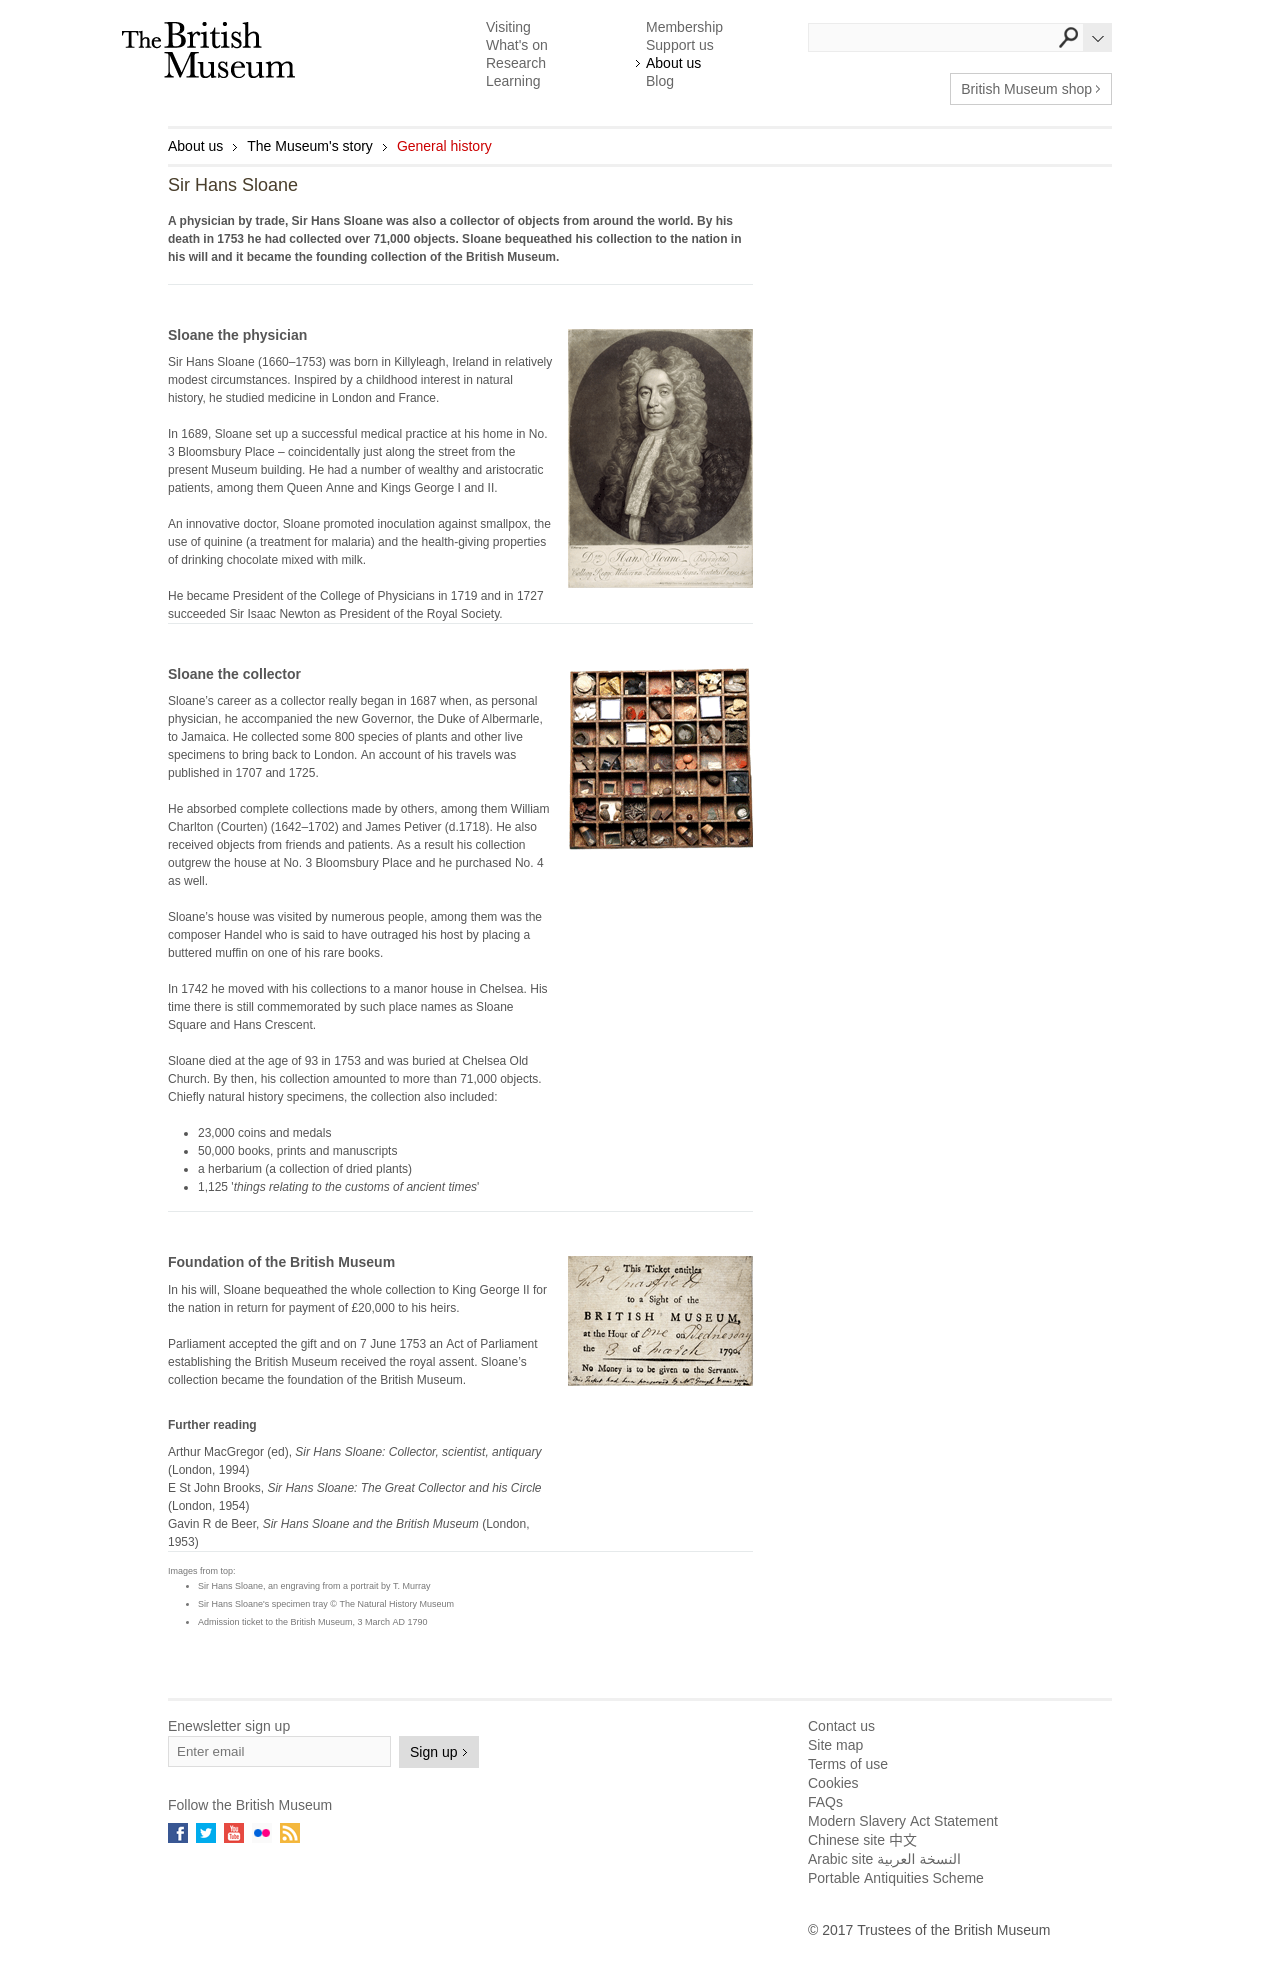 The British
Museum
Visiting
What's on
Research
Learning
Membership
Support us
About us
Blog
British Museum shop
About us
The Museum's story
General history
Sir Hans Sloane
A physician by trade, Sir Hans Sloane was also a collector of objects from around the world. By his
death in 1753 he had collected over 71,000 objects. Sloane bequeathed his collection to the nation in
his will and it became the founding collection of the British Museum.
Sloane the physician
Sir Hans Sloane (1660–1753) was born in Killyleagh, Ireland in relatively
modest circumstances. Inspired by a childhood interest in natural
history, he studied medicine in London and France.
In 1689, Sloane set up a successful medical practice at his home in No.
3 Bloomsbury Place – coincidentally just along the street from the
present Museum building. He had a number of wealthy and aristocratic
patients, among them Queen Anne and Kings George I and II.
An innovative doctor, Sloane promoted inoculation against smallpox, the
use of quinine (a treatment for malaria) and the health-giving properties
of drinking chocolate mixed with milk.
He became President of the College of Physicians in 1719 and in 1727
succeeded Sir Isaac Newton as President of the Royal Society.
Hans Sloane
Sloane the collector
Sloane's career as a collector really began in 1687 when, as personal
physician, he accompanied the new Governor, the Duke of Albermarle,
to Jamaica. He collected some 800 species of plants and other live
specimens to bring back to London. An account of his travels was
published in 1707 and 1725.
He absorbed complete collections made by others, among them William
Charlton (Courten) (1642–1702) and James Petiver (d.1718). He also
received objects from friends and patients. As a result his collection
outgrew the house at No. 3 Bloomsbury Place and he purchased No. 4
as well.
Sloane's house was visited by numerous people, among them was the
composer Handel who is said to have outraged his host by placing a
buttered muffin on one of his rare books.
In 1742 he moved with his collections to a manor house in Chelsea. His
time there is still commemorated by such place names as Sloane
Square and Hans Crescent.
Sloane died at the age of 93 in 1753 and was buried at Chelsea Old
Church. By then, his collection amounted to more than 71,000 objects.
Chiefly natural history specimens, the collection also included:
• 23,000 coins and medals
• 50,000 books, prints and manuscripts
• a herbarium (a collection of dried plants)
• 1,125 'things relating to the customs of ancient times'
Foundation of the British Museum
In his will, Sloane bequeathed the whole collection to King George II for
the nation in return for payment of £20,000 to his heirs.
Parliament accepted the gift and on 7 June 1753 an Act of Parliament
establishing the British Museum received the royal assent. Sloane's
collection became the foundation of the British Museum.
This Ticket entitles
to a Sight of the
BRITISH MUSEUM,
at the Hour of one on Wednesday
the 3 of march 1790.
No Money is to be given to the Servants.
Further reading
Arthur MacGregor (ed), Sir Hans Sloane: Collector, scientist, antiquary
(London, 1994)
E St John Brooks, Sir Hans Sloane: The Great Collector and his Circle
(London, 1954)
Gavin R de Beer, Sir Hans Sloane and the British Museum (London,
1953)
Images from top:
• Sir Hans Sloane, an engraving from a portrait by T. Murray
• Sir Hans Sloane's specimen tray © The Natural History Museum
• Admission ticket to the British Museum, 3 March AD 1790
Enewsletter sign up
Enter email
Sign up
Follow the British Museum
You Tube
Contact us
Site map
Terms of use
Cookies
FAQs
Modern Slavery Act Statement
Chinese site 中文
Arabic site النسخة العربية
Portable Antiquities Scheme
© 2017 Trustees of the British Museum